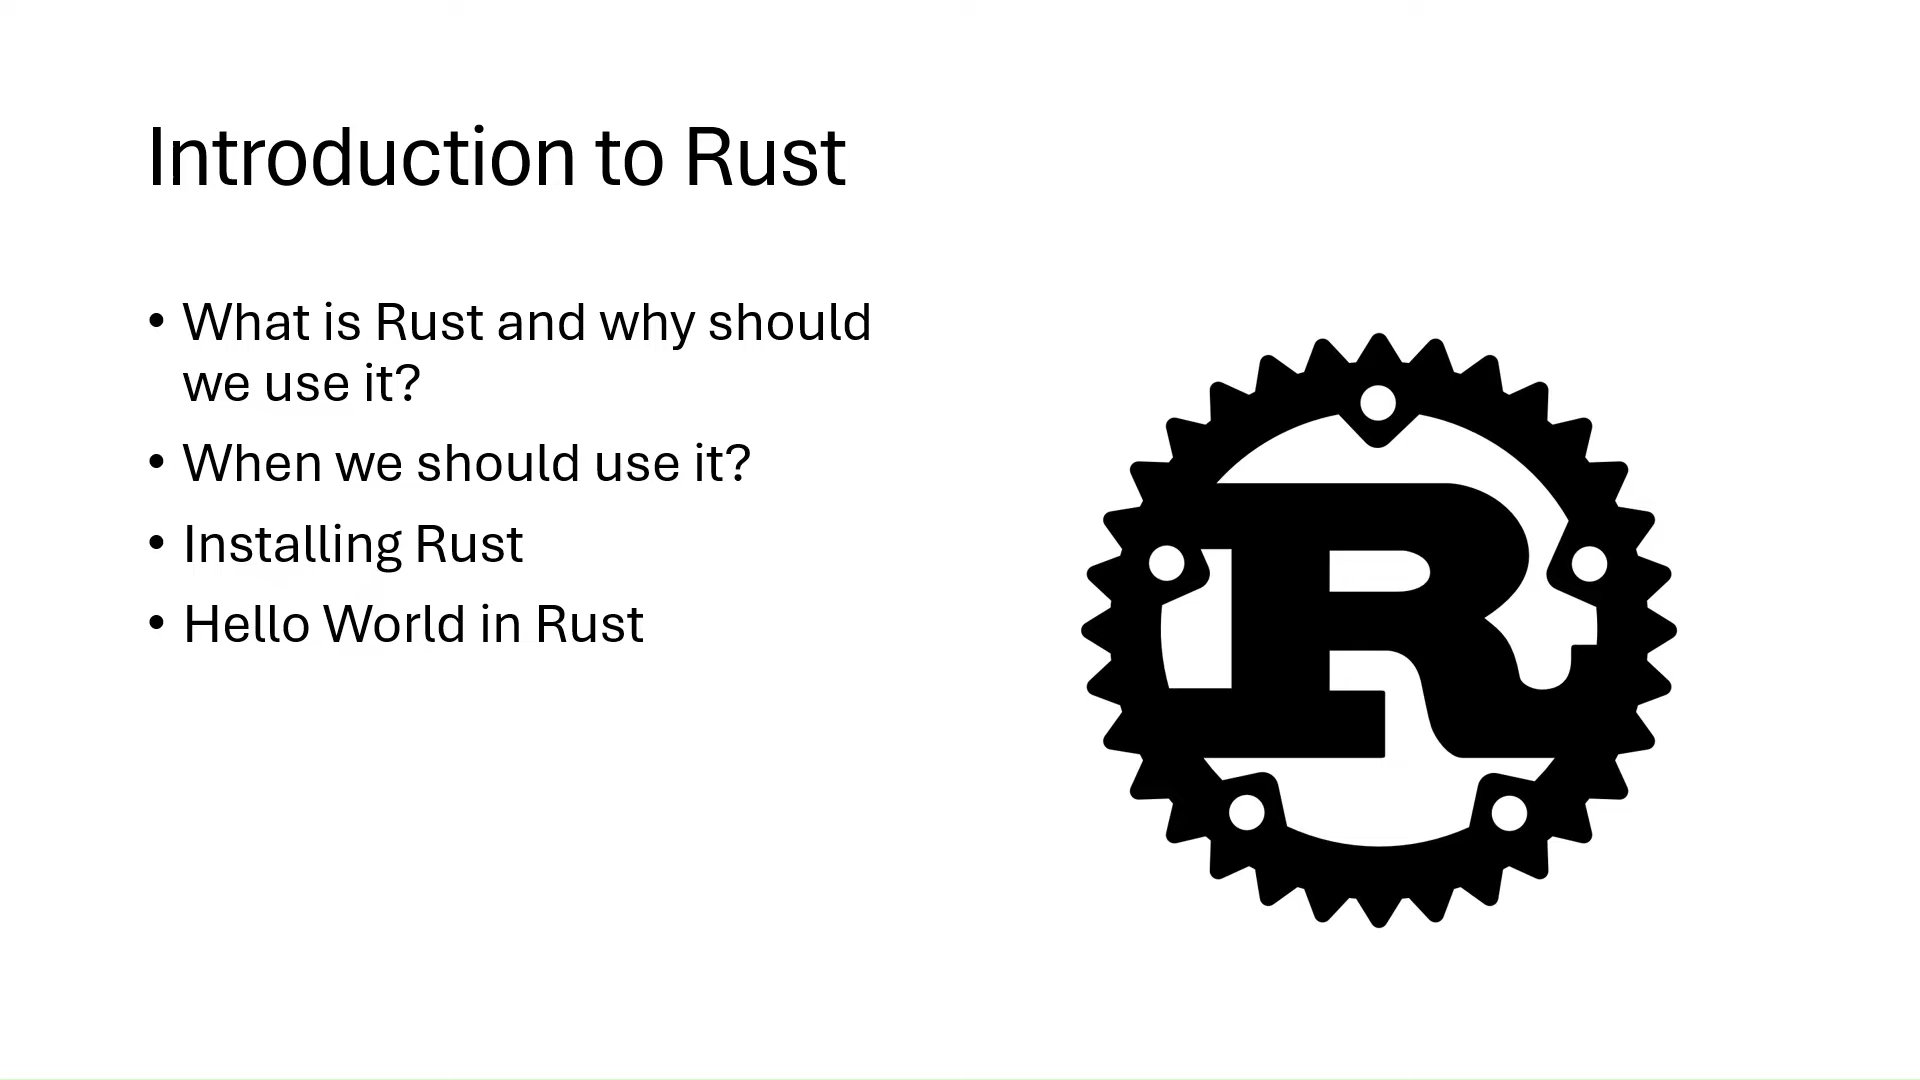 Introduction to Rust
• What is Rust and why should
we use it?
• When we should use it?
• Installing Rust
• Hello World in Rust
R